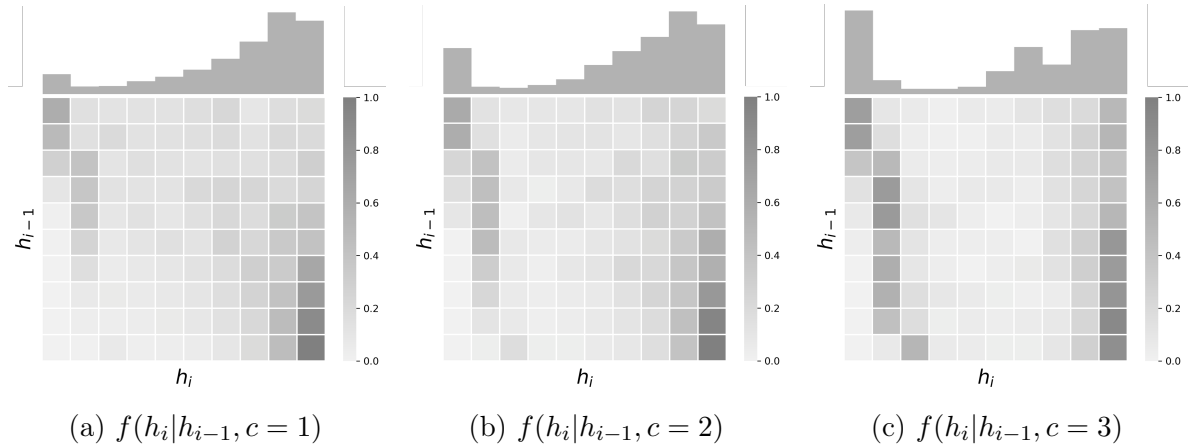 1.0
0.8
0.6
0.4
0.2
0.0
h_{i−1}
h_i
(a) f(h_i|h_{i−1}, c = 1)
1.0
0.8
0.6
0.4
0.2
0.0
h_{i−1}
h_i
(b) f(h_i|h_{i−1}, c = 2)
1.0
0.8
0.6
0.4
0.2
0.0
h_{i−1}
h_i
(c) f(h_i|h_{i−1}, c = 3)